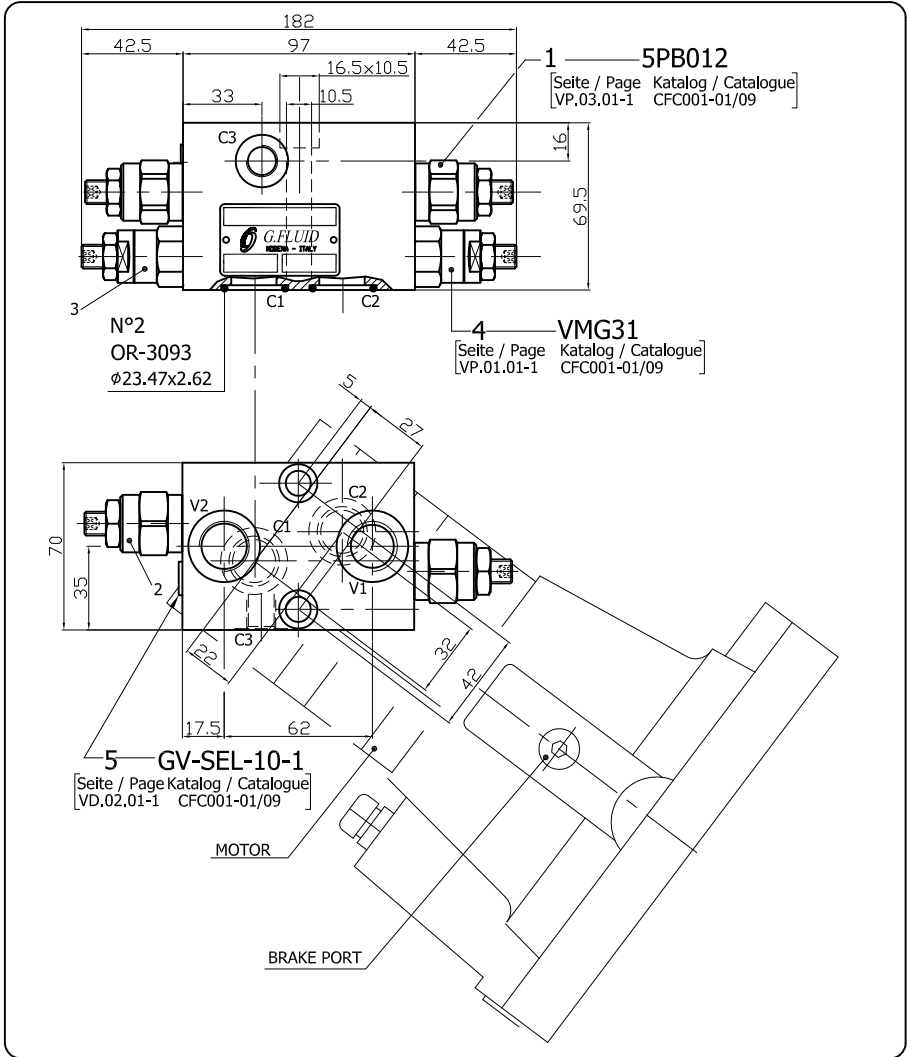 182
42.5 97 42.5
16.5x10.5
33 10.5
1 5PB012
[Seite / Page Katalog / Catalogue]
[VP.03.01-1 CFC001-01/09]
C3
16
69.5
G.FLUID
MODENA - ITALY
3
C1 C2
N°2
OR-3093
φ23.47x2.62
4 VMG31
[Seite / Page Katalog / Catalogue]
[VP.01.01-1 CFC001-01/09]
5
27
V2
C2
C1
70
35
2
V1
C3
22
32
42
17.5 62
5 GV-SEL-10-1
[Seite / Page Katalog / Catalogue]
[VD.02.01-1 CFC001-01/09]
MOTOR
BRAKE PORT